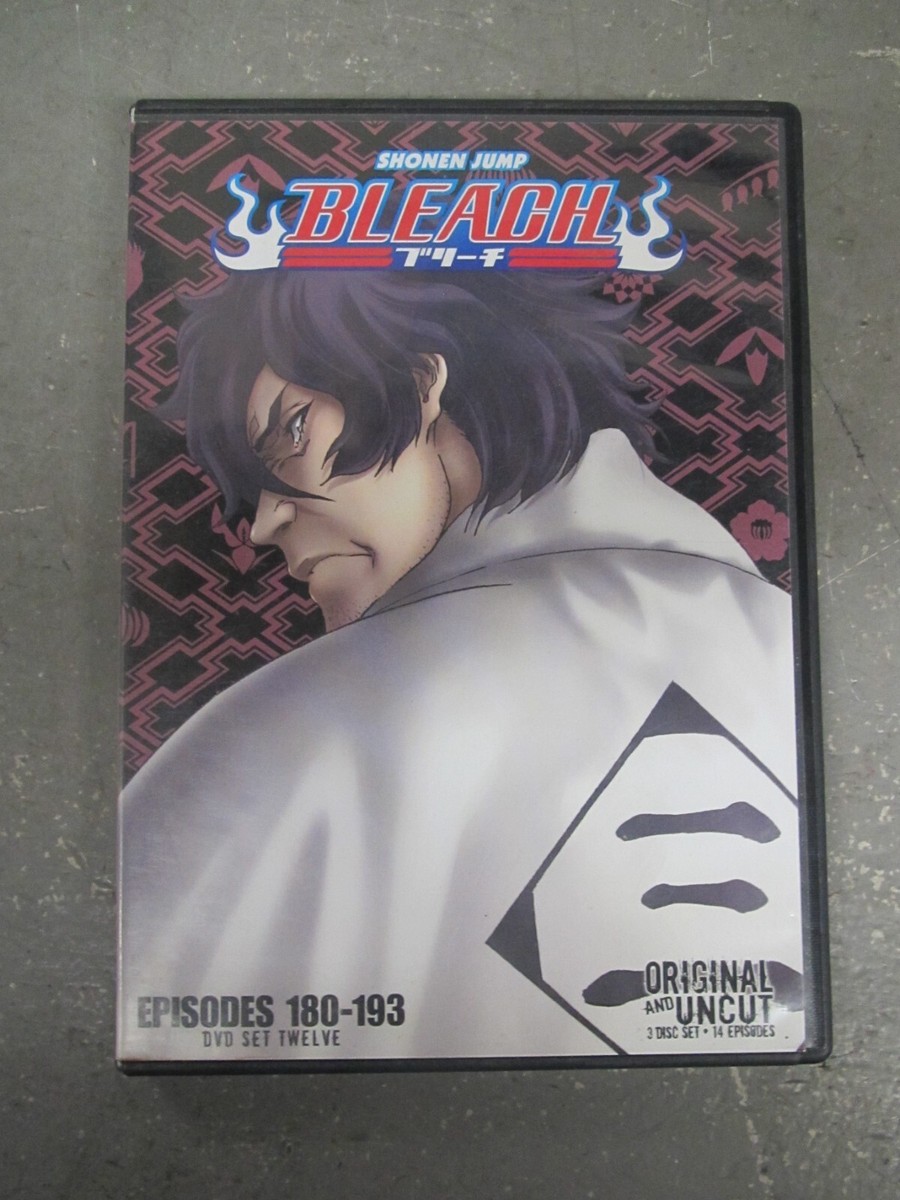 SHONEN JUMP
BLEACH
ブリーチ
三
EPISODES 180-193
DVD SET TWELVE
ORIGINAL
AND UNCUT
3 DISC SET • 14 EPISODES